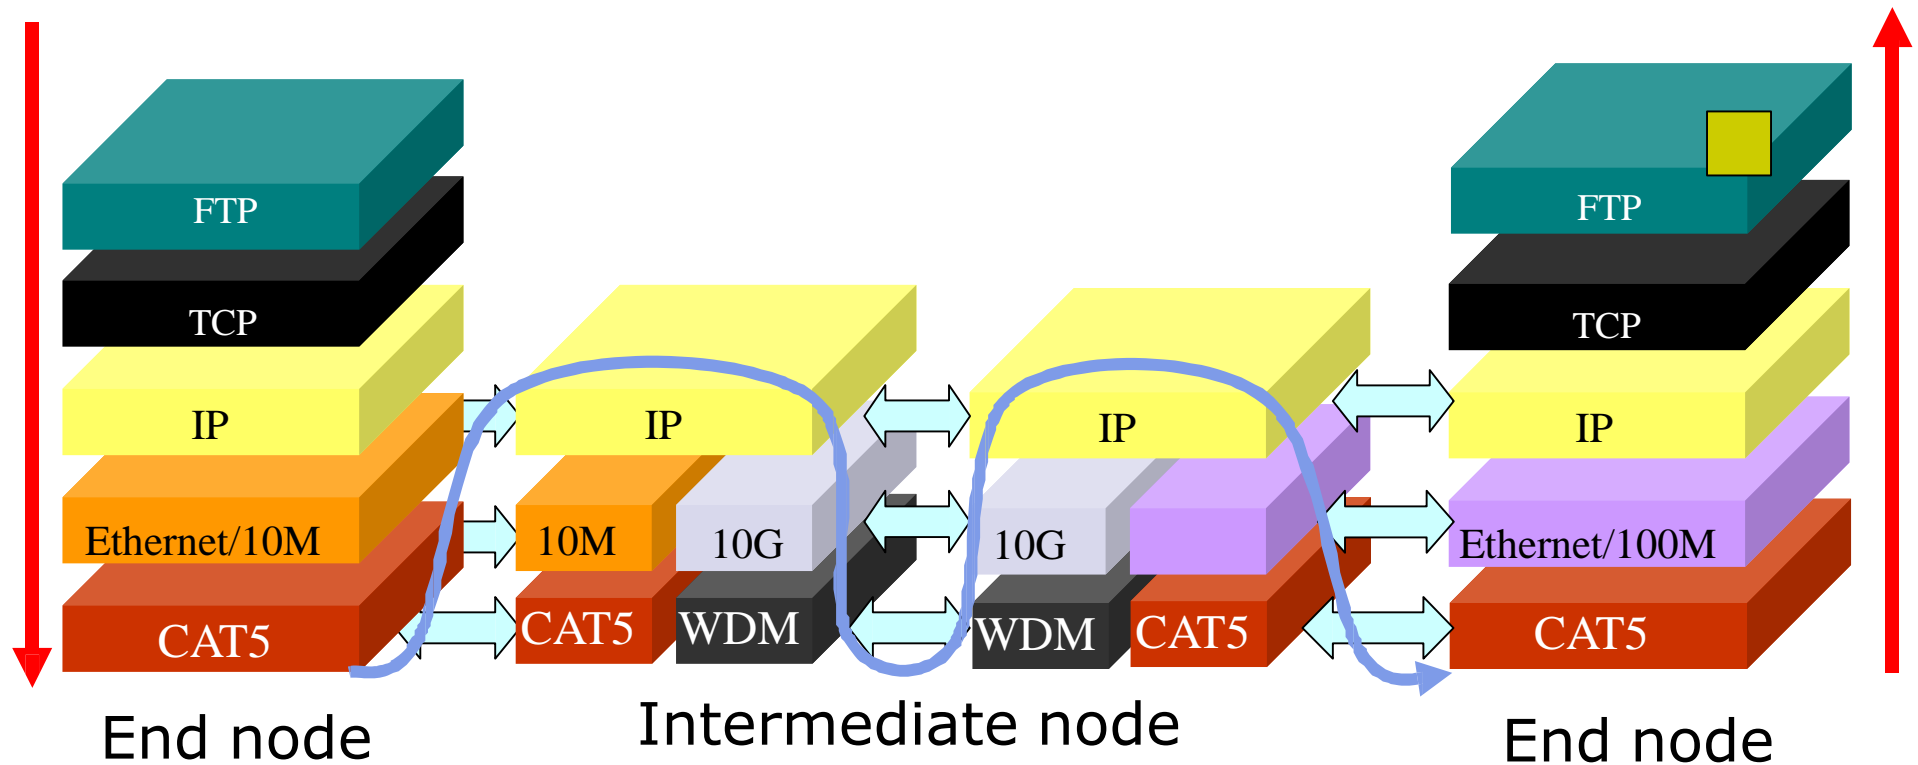 FTP
TCP
IP
Ethernet/10M
CAT5
End node
IP
10M
10G
CAT5
WDM
IP
10G
WDM
CAT5
Intermediate node
FTP
TCP
IP
Ethernet/100M
CAT5
End node